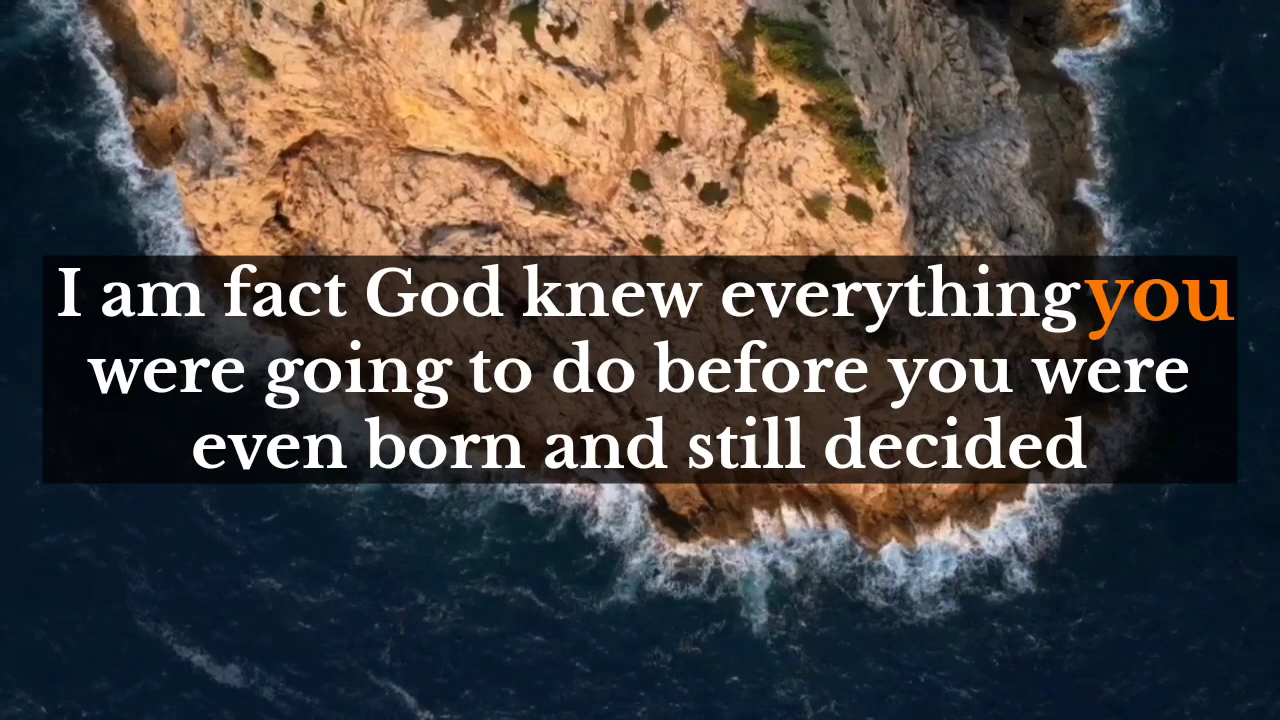 I am fact God knew everything you
were going to do before you were
even born and still decided